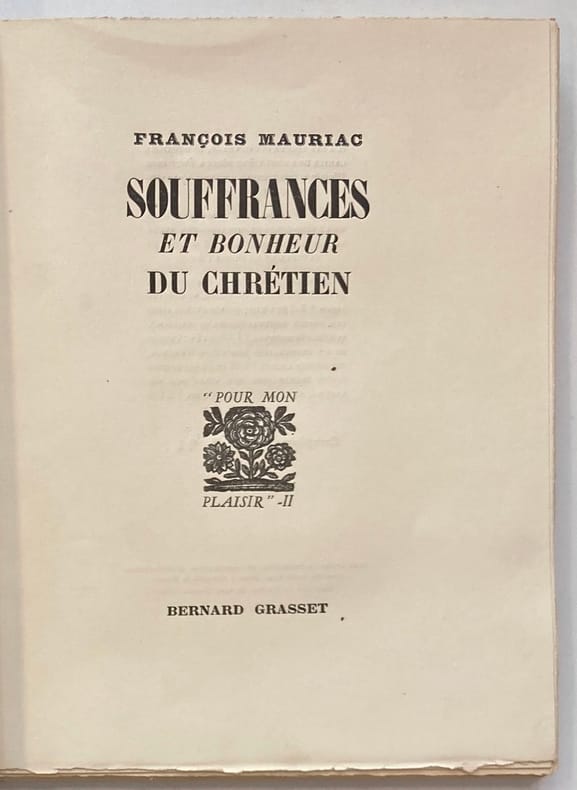 FRANÇOIS MAURIAC
SOUFFRANCES
ET BONHEUR
DU CHRÉTIEN
"POUR MON
PLAISIR" -II
BERNARD GRASSET